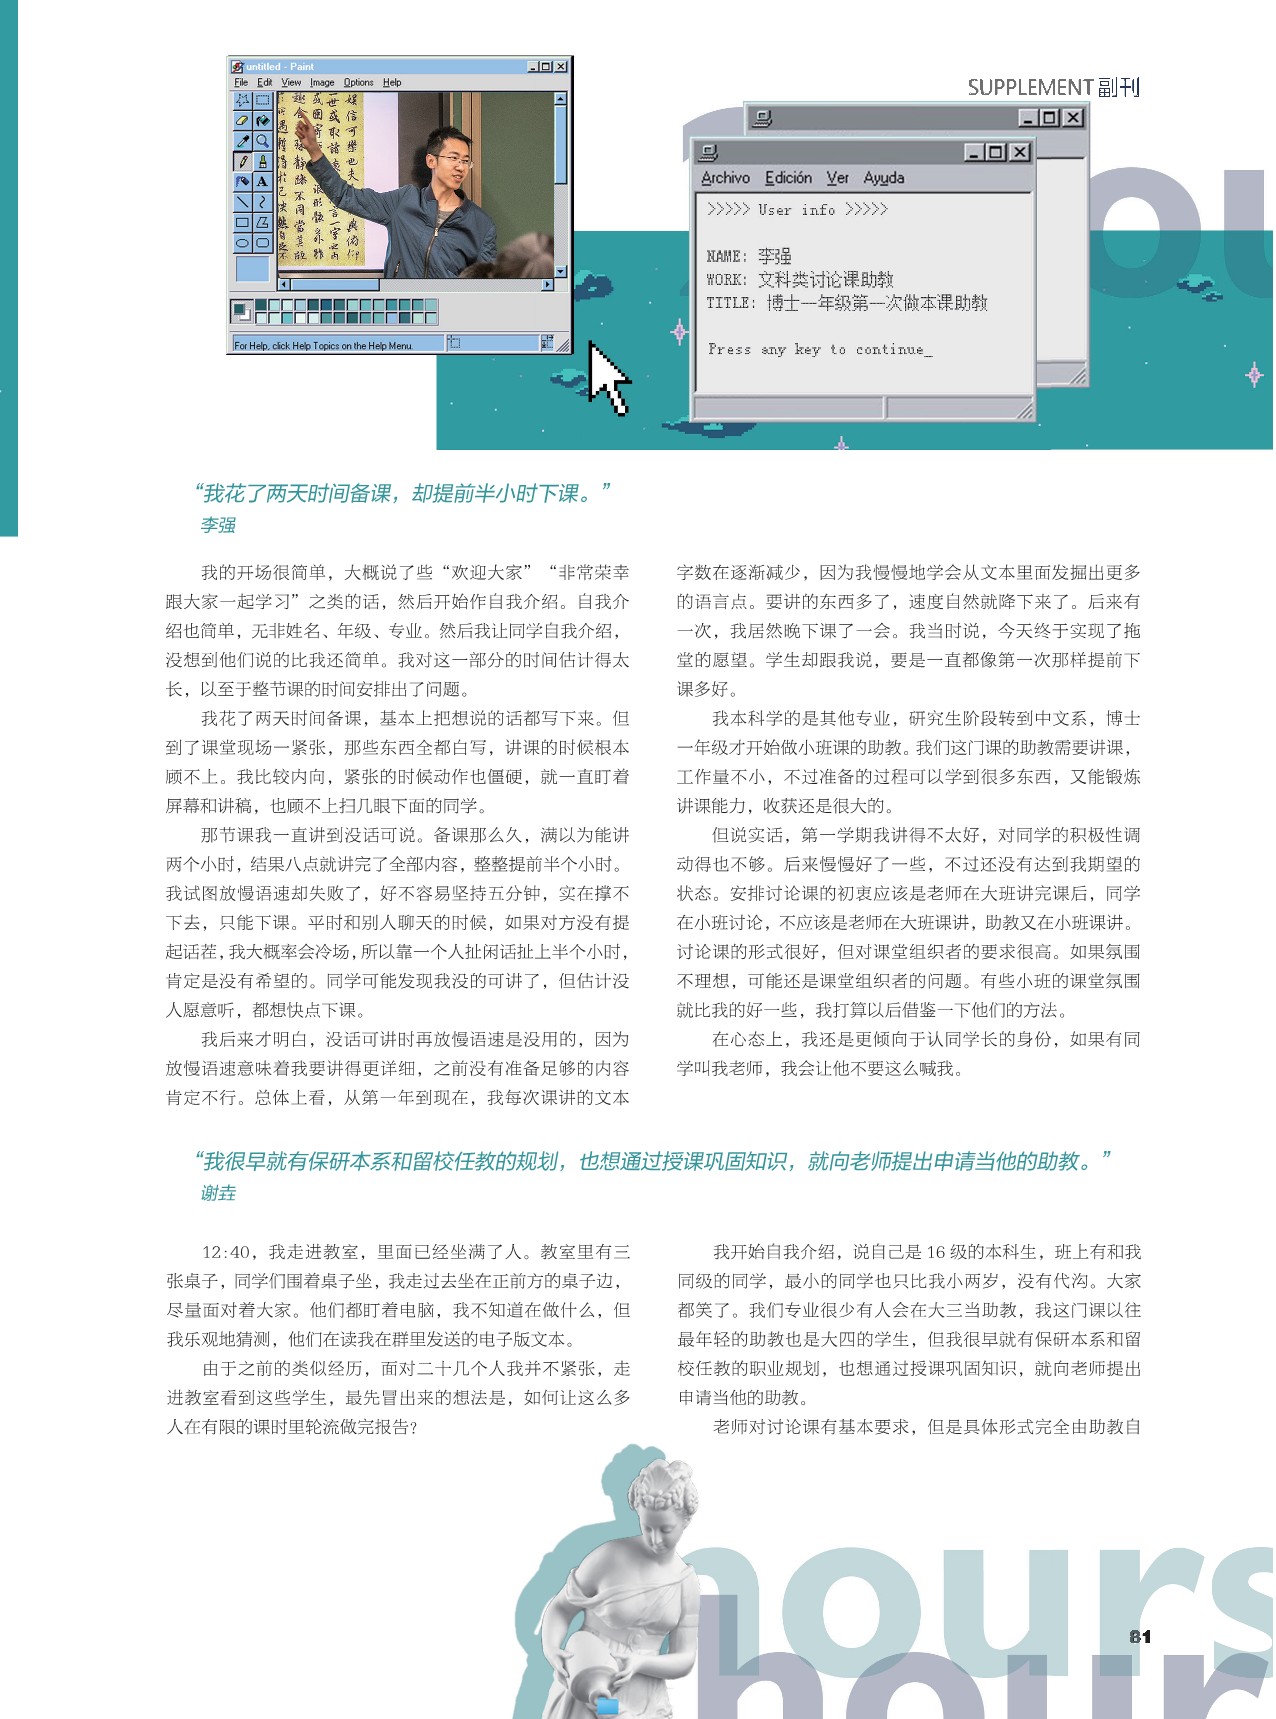 untitled - Paint
File Edit View Image Options Help
For Help, click Help Topics on the Help Menu.
SUPPLEMENT 副刊
Archivo Edición Ver Ayuda
>>>>> User info >>>>>
NAME: 李强
WORK: 文科类讨论课助教
TITLE: 博士一年级第一次做本课助教
Press any key to continue_
“我花了两天时间备课，却提前半小时下课。”
李强
我的开场很简单，大概说了些“欢迎大家”“非常荣幸
跟大家一起学习”之类的话，然后开始作自我介绍。自我介
绍也简单，无非姓名、年级、专业。然后我让同学自我介绍，
没想到他们说的比我还简单。我对这一部分的时间估计得太
长，以至于整节课的时间安排出了问题。
我花了两天时间备课，基本上把想说的话都写下来。但
到了课堂现场一紧张，那些东西全都白写，讲课的时候根本
顾不上。我比较内向，紧张的时候动作也僵硬，就一直盯着
屏幕和讲稿，也顾不上扫几眼下面的同学。
那节课我一直讲到没话可说。备课那么久，满以为能讲
两个小时，结果八点就讲完了全部内容，整整提前半个小时。
我试图放慢语速却失败了，好不容易坚持五分钟，实在撑不
下去，只能下课。平时和别人聊天的时候，如果对方没有提
起话茬，我大概率会冷场，所以靠一个人扯闲话扯上半个小时，
肯定是没有希望的。同学可能发现我没的可讲了，但估计没
人愿意听，都想快点下课。
我后来才明白，没话可讲时再放慢语速是没用的，因为
放慢语速意味着我要讲得更详细，之前没有准备足够的内容
肯定不行。总体上看，从第一年到现在，我每次课讲的文本
字数在逐渐减少，因为我慢慢地学会从文本里面发掘出更多
的语言点。要讲的东西多了，速度自然就降下来了。后来有
一次，我居然晚下课了一会。我当时说，今天终于实现了拖
堂的愿望。学生却跟我说，要是一直都像第一次那样提前下
课多好。
我本科学的是其他专业，研究生阶段转到中文系，博士
一年级才开始做小班课的助教。我们这门课的助教需要讲课，
工作量不小，不过准备的过程可以学到很多东西，又能锻炼
讲课能力，收获还是很大的。
但说实话，第一学期我讲得不太好，对同学的积极性调
动得也不够。后来慢慢好了一些，不过还没有达到我期望的
状态。安排讨论课的初衷应该是老师在大班讲完课后，同学
在小班讨论，不应该是老师在大班课讲，助教又在小班课讲。
讨论课的形式很好，但对课堂组织者的要求很高。如果氛围
不理想，可能还是课堂组织者的问题。有些小班的课堂氛围
就比我的好一些，我打算以后借鉴一下他们的方法。
在心态上，我还是更倾向于认同学长的身份，如果有同
学叫我老师，我会让他不要这么喊我。
“我很早就有保研本系和留校任教的规划，也想通过授课巩固知识，就向老师提出申请当他的助教。”
谢垚
12:40，我走进教室，里面已经坐满了人。教室里有三
张桌子，同学们围着桌子坐，我走过去坐在正前方的桌子边，
尽量面对着大家。他们都盯着电脑，我不知道在做什么，但
我乐观地猜测，他们在读我在群里发送的电子版文本。
由于之前的类似经历，面对二十几个人我并不紧张，走
进教室看到这些学生，最先冒出来的想法是，如何让这么多
人在有限的课时里轮流做完报告？
我开始自我介绍，说自己是 16 级的本科生，班上有和我
同级的同学，最小的同学也只比我小两岁，没有代沟。大家
都笑了。我们专业很少有人会在大三当助教，我这门课以往
最年轻的助教也是大四的学生，但我很早就有保研本系和留
校任教的职业规划，也想通过授课巩固知识，就向老师提出
申请当他的助教。
老师对讨论课有基本要求，但是具体形式完全由助教自
hours
hour
81